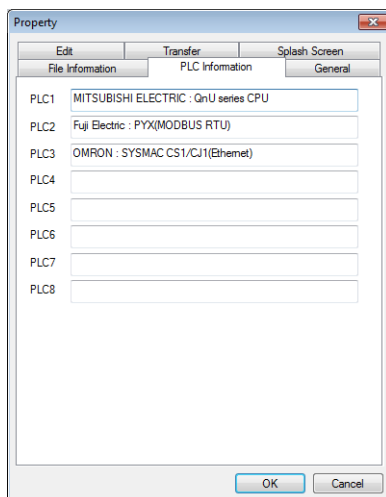 Property
Edit Transfer Splash Screen
File Information PLC Information General
PLC1 MITSUBISHI ELECTRIC : QnU series CPU
PLC2 Fuji Electric : PYX(MODBUS RTU)
PLC3 OMRON : SYSMAC CS1/CJ1(Ethernet)
PLC4
PLC5
PLC6
PLC7
PLC8
OK Cancel